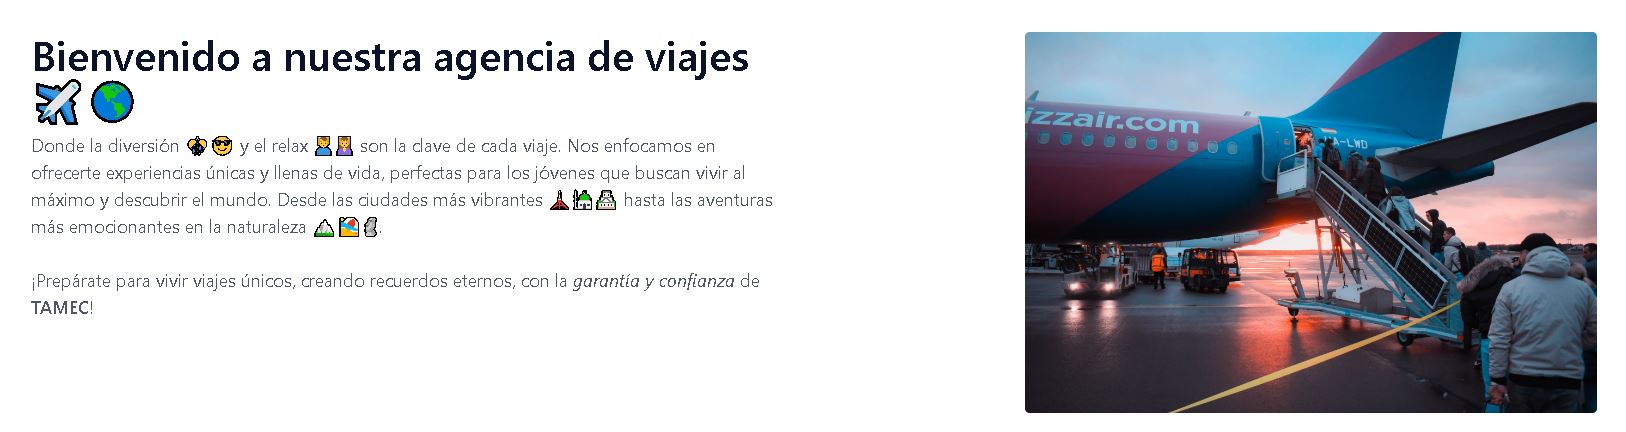 Bienvenido a nuestra agencia de viajes
✈️🌎
Donde la diversión 🪩😎 y el relax 💆‍♂️💆‍♀️ son la clave de cada viaje. Nos enfocamos en
ofrecerte experiencias únicas y llenas de vida, perfectas para los jóvenes que buscan vivir al
máximo y descubrir el mundo. Desde las ciudades más vibrantes 🗼🕌🏯 hasta las aventuras
más emocionantes en la naturaleza 🏔️🏖️🪨.
¡Prepárate para vivir viajes únicos, creando recuerdos eternos, con la garantía y confianza de
TAMEC!
izzair.com
A-LWD